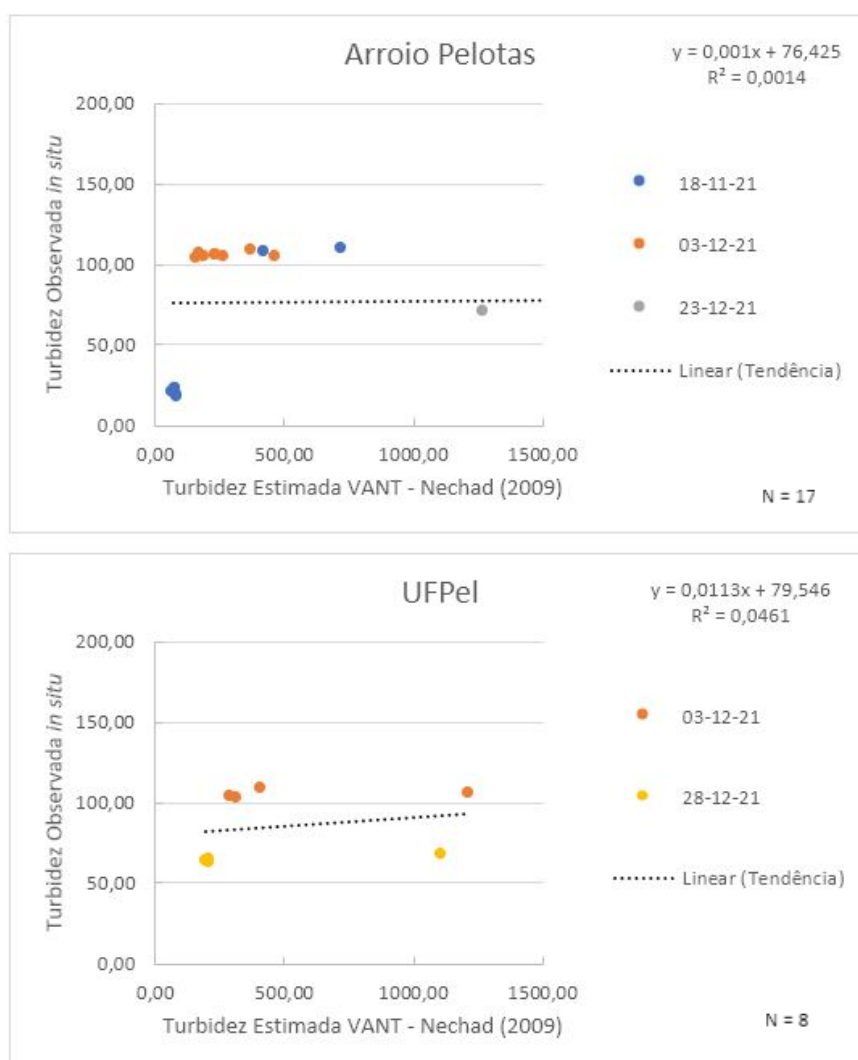 Arroio Pelotas
y = 0,001x + 76,425
R² = 0,0014
Turbidez Observada in situ
200,00
150,00
100,00
50,00
0,00
0,00 500,00 1000,00 1500,00
Turbidez Estimada VANT - Nechad (2009)
18-11-21
03-12-21
23-12-21
Linear (Tendência)
N = 17
UFPel
y = 0,0113x + 79,546
R² = 0,0461
Turbidez Observada in situ
200,00
150,00
100,00
50,00
0,00
0,00 500,00 1000,00 1500,00
Turbidez Estimada VANT - Nechad (2009)
03-12-21
28-12-21
Linear (Tendência)
N = 8